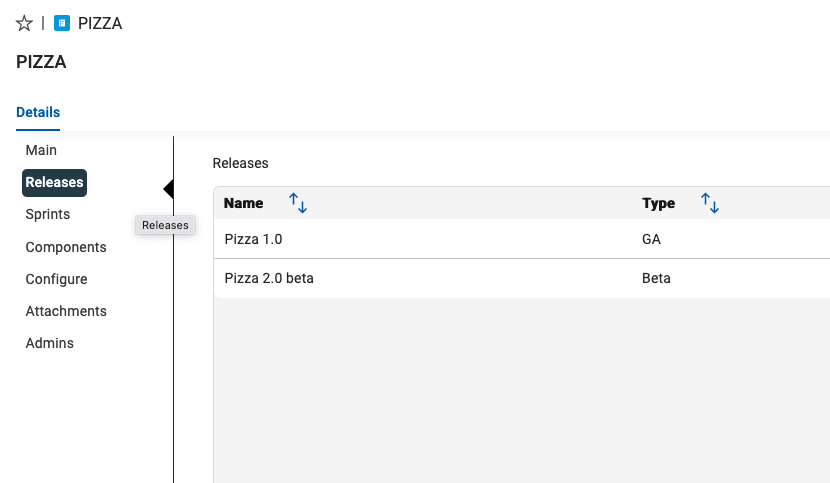 PIZZA
PIZZA
Details
Main
Releases
Sprints
Components
Configure
Attachments
Admins
Releases
Releases
Name Type
Pizza 1.0 GA
Pizza 2.0 beta Beta